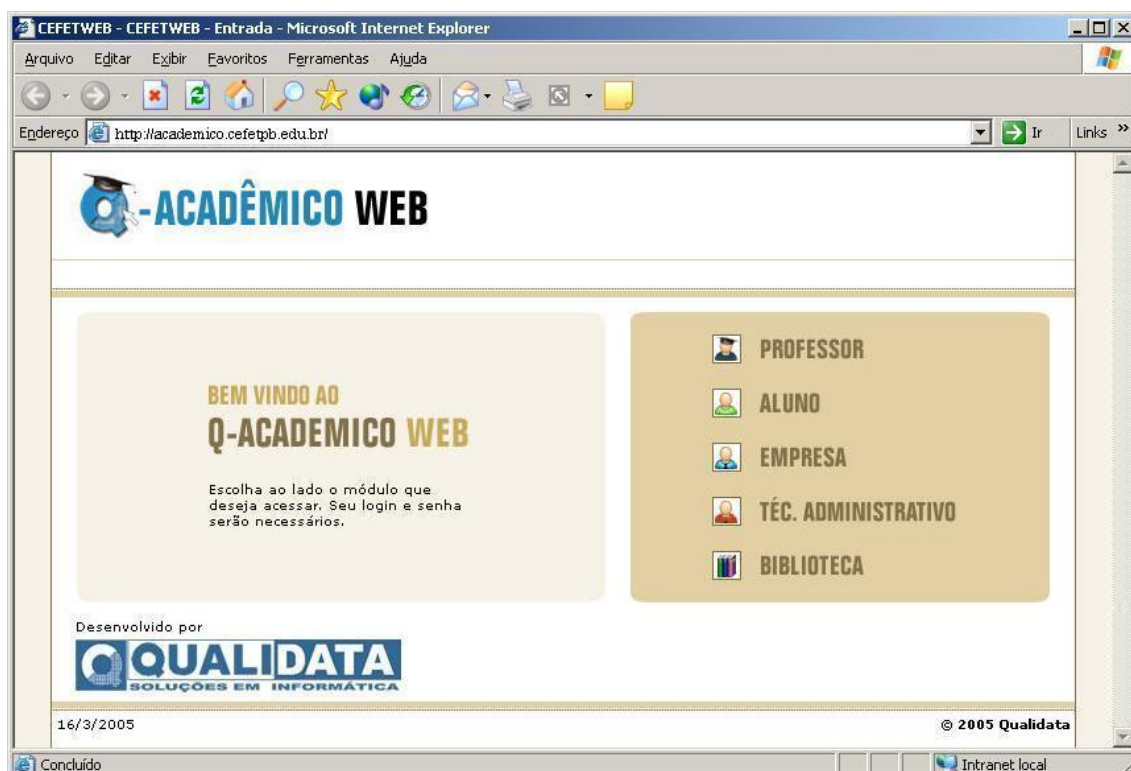 CEFETWEB - CEFETWEB - Entrada - Microsoft Internet Explorer
Arquivo Editar Exibir Favoritos Ferramentas Ajuda
Endereço http://academico.cefetpb.edu.br/ Ir Links »
Q-ACADÊMICO WEB
BEM VINDO AO
Q-ACADEMICO WEB
Escolha ao lado o módulo que
deseja acessar. Seu login e senha
serão necessários.
PROFESSOR
ALUNO
EMPRESA
TÉC. ADMINISTRATIVO
BIBLIOTECA
Desenvolvido por
QUALIDATA
SOLUÇÕES EM INFORMÁTICA
16/3/2005 © 2005 Qualidata
Concluído Intranet local